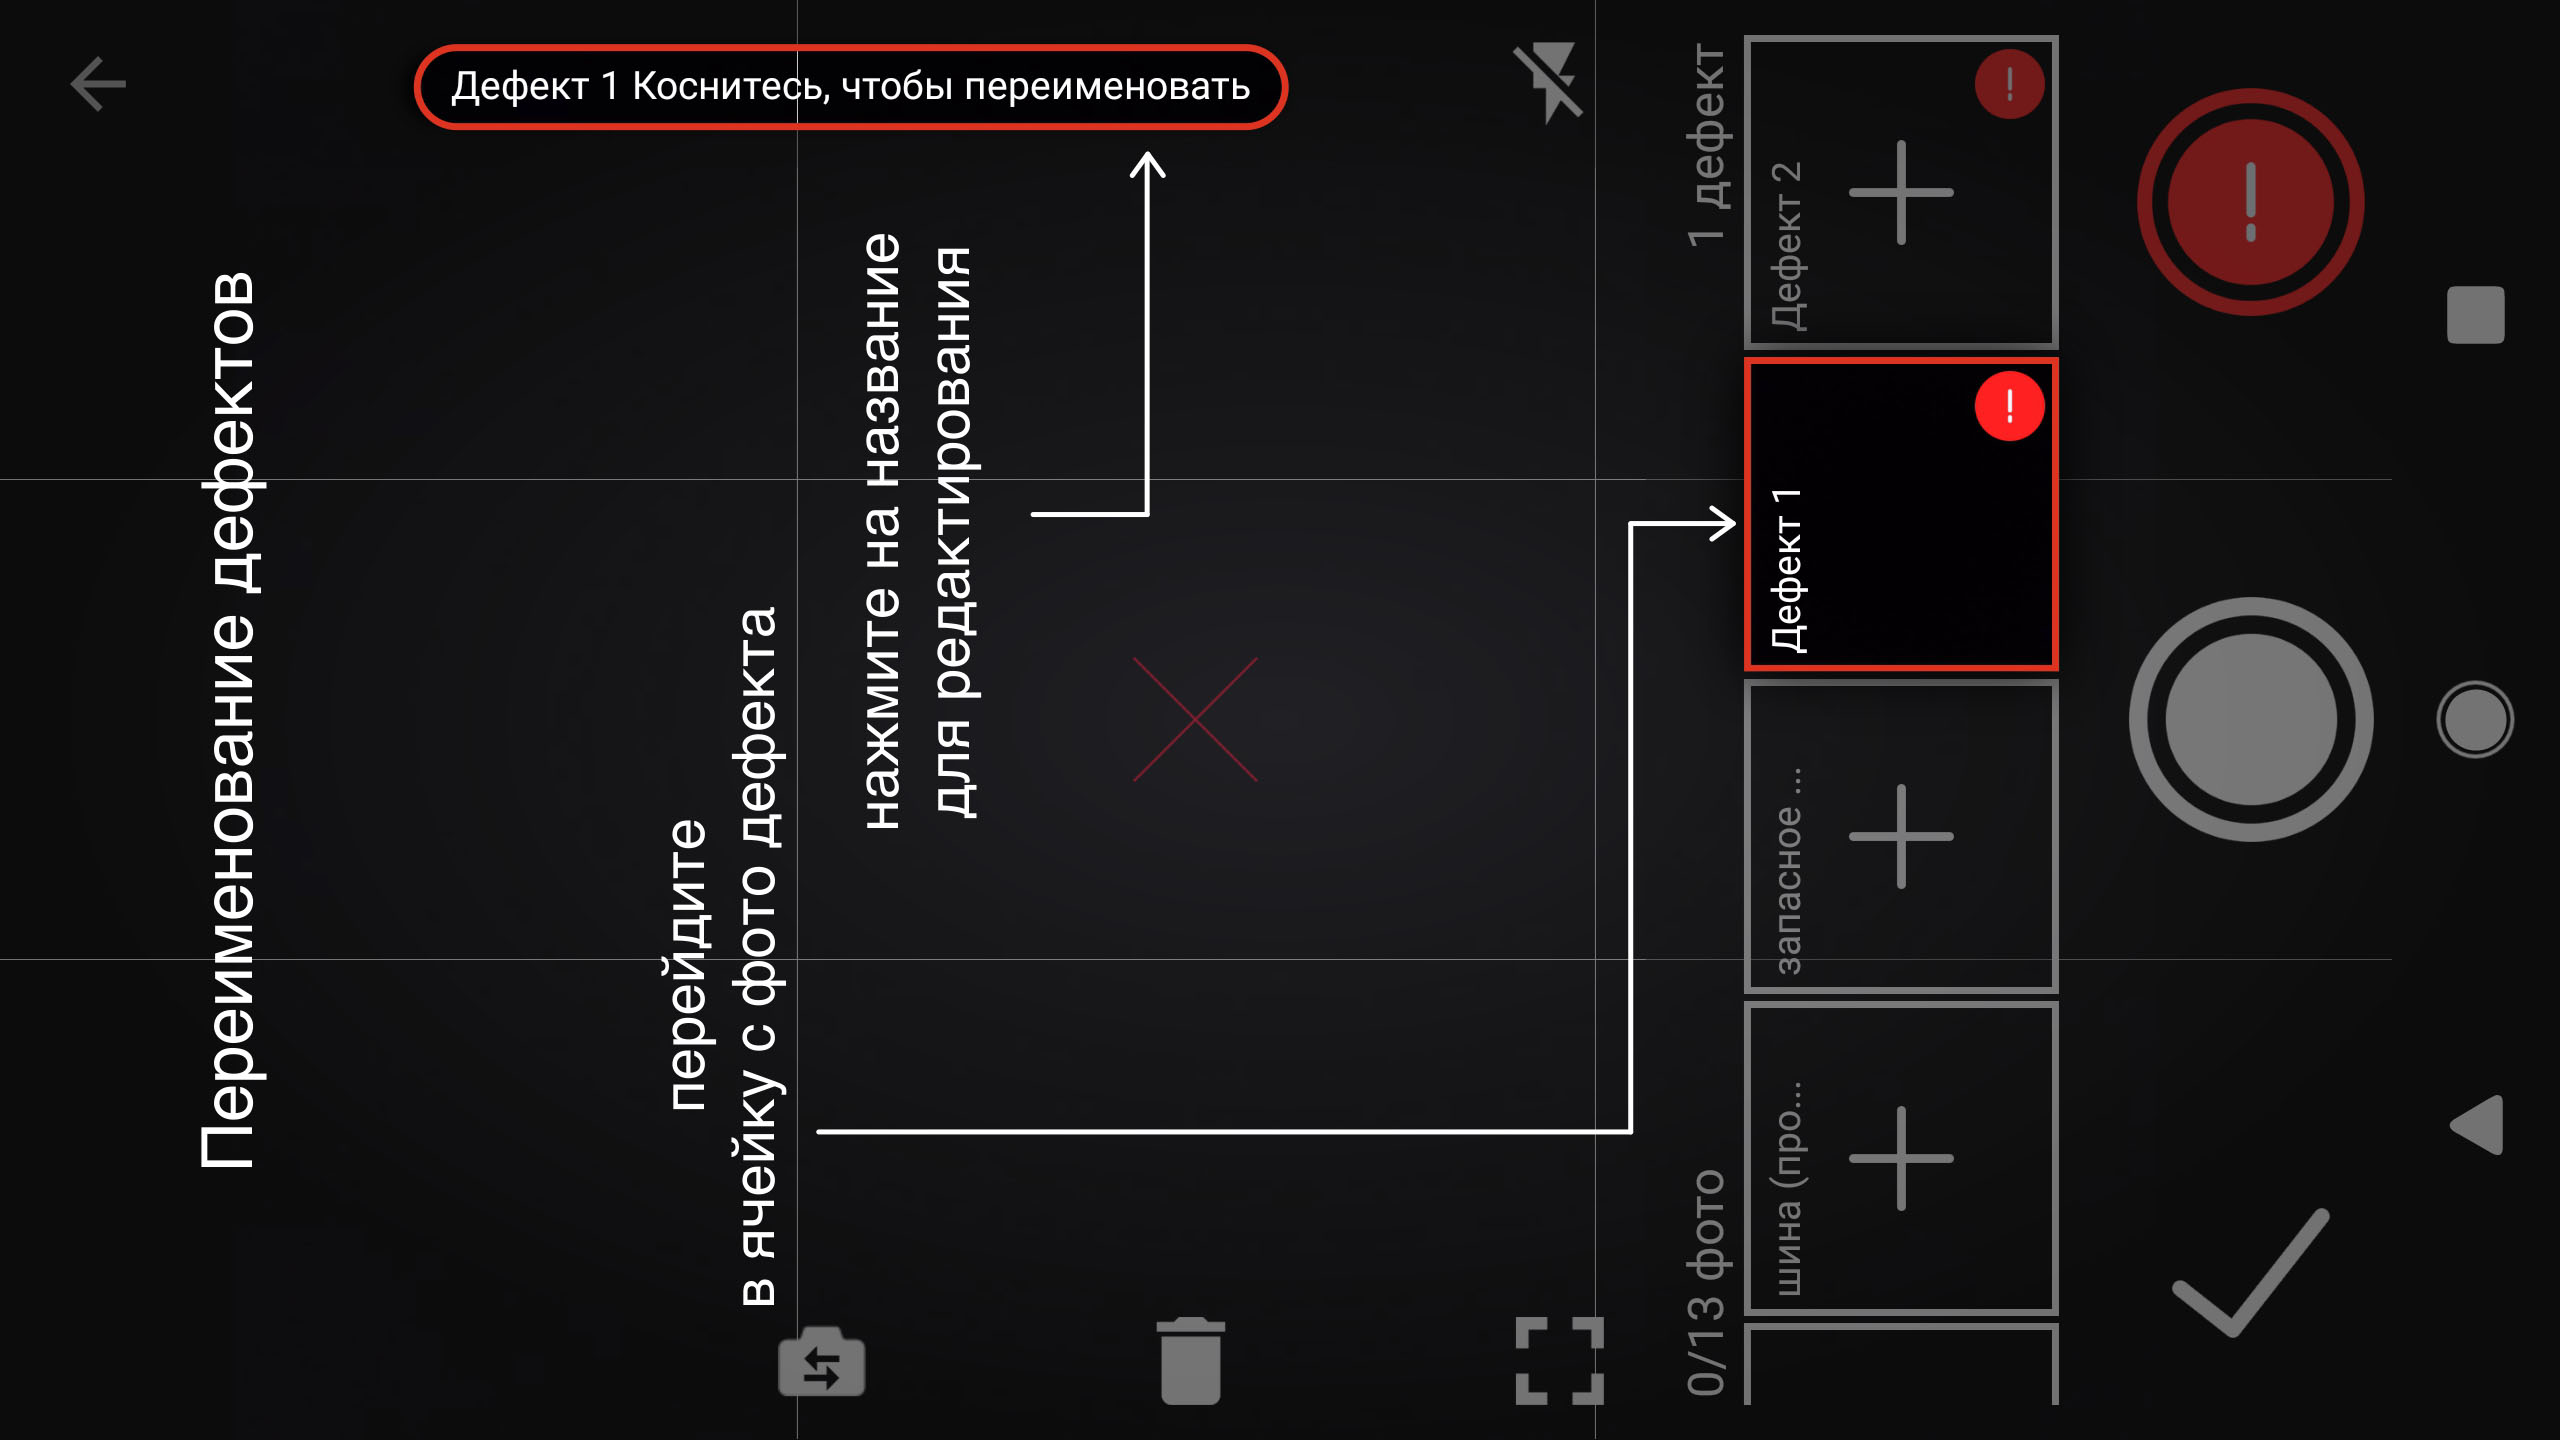 Дефект 1 Коснитесь, чтобы переименовать
Переименование дефектов
перейдите
в ячейку с фото дефекта
нажмите на название
для редактирования
0/13 фото
1 дефект
шина (про...
запасное ...
Дефект 1
Дефект 2